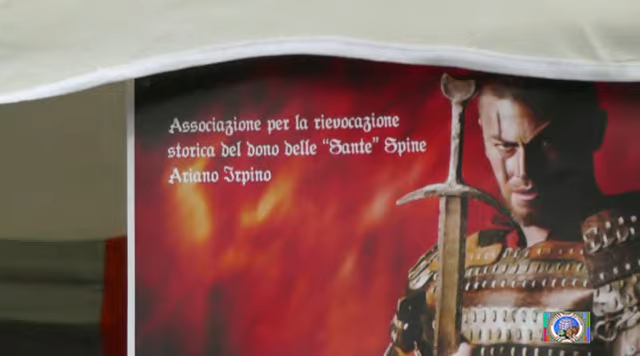 Associazione per la rievocazione
storica del dono delle "Sante" Spine
Ariano Irpino